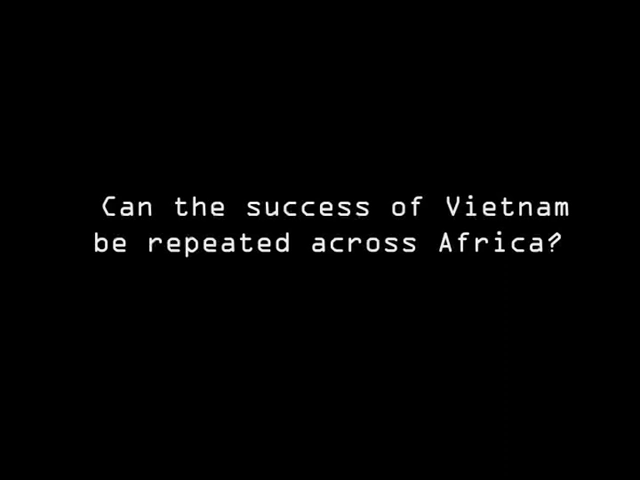 Can the success of Vietnam
be repeated across Africa?